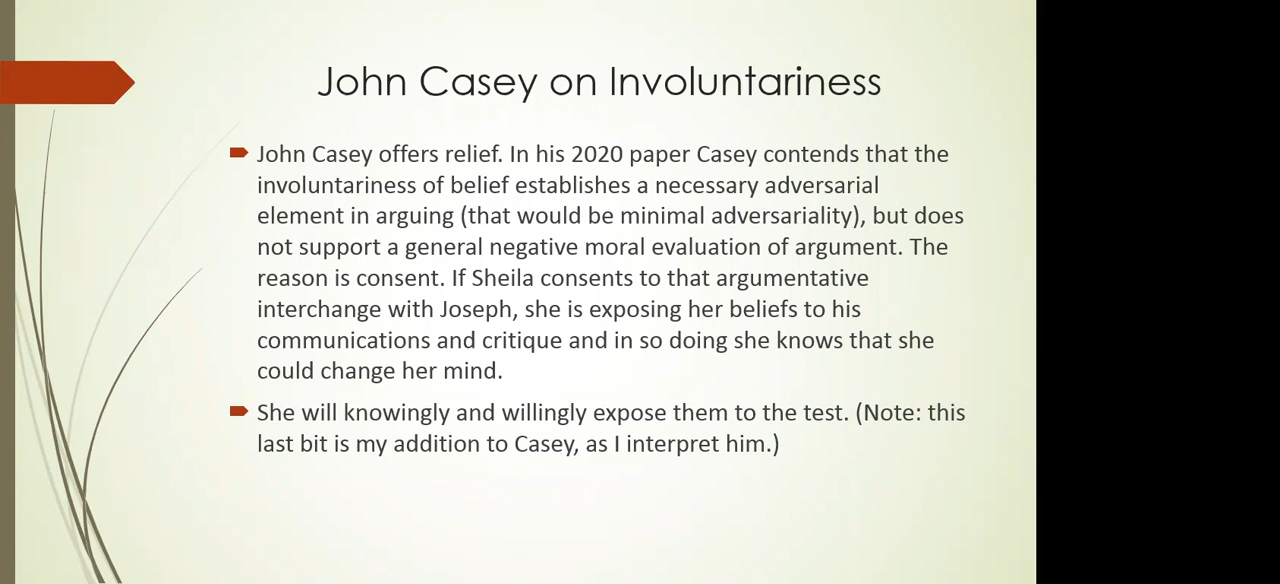 John Casey on Involuntariness
John Casey offers relief. In his 2020 paper Casey contends that the
involuntariness of belief establishes a necessary adversarial
element in arguing (that would be minimal adversariality), but does
not support a general negative moral evaluation of argument. The
reason is consent. If Sheila consents to that argumentative
interchange with Joseph, she is exposing her beliefs to his
communications and critique and in so doing she knows that she
could change her mind.
She will knowingly and willingly expose them to the test. (Note: this
last bit is my addition to Casey, as I interpret him.)